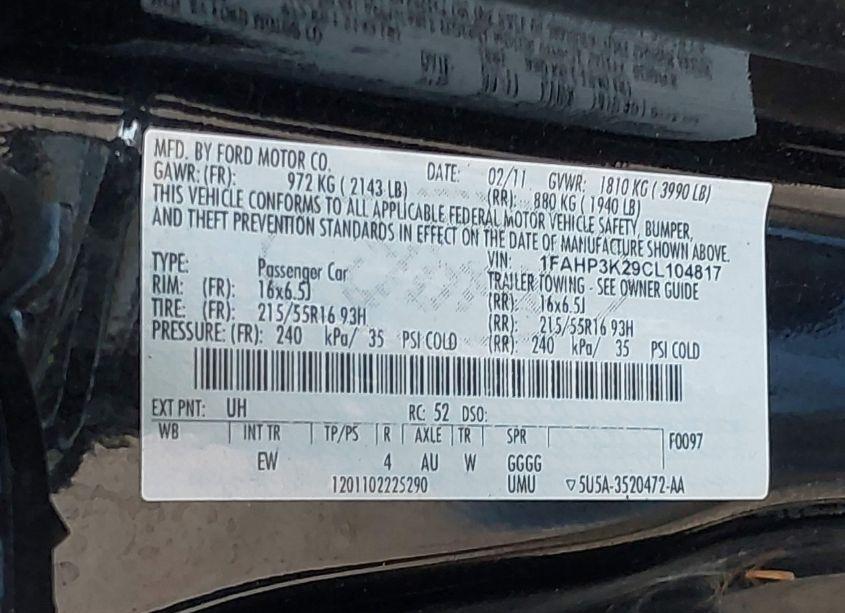 MFD. BY FORD MOTOR CO. DATE: 02/11 GVWR: 1810 KG ( 3990 LB)
GAWR: (FR): 972 KG ( 2143 LB) (RR): 880 KG ( 1940 LB)
THIS VEHICLE CONFORMS TO ALL APPLICABLE FEDERAL MOTOR VEHICLE SAFETY, BUMPER,
AND THEFT PREVENTION STANDARDS IN EFFECT ON THE DATE OF MANUFACTURE SHOWN ABOVE.
VIN: 1FAHP3K29CL104817
TYPE: Passenger Car TRAILER TOWING - SEE OWNER GUIDE
RIM: (FR): 16x6.5J (RR): 16x6.5J
TIRE: (FR): 215/55R16 93H (RR): 215/55R16 93H
PRESSURE: (FR): 240 kPa/ 35 PSI COLD (RR): 240 kPa/ 35 PSI COLD
EXT PNT: UH RC: 52 DSO:
WB INT TR TP/PS R AXLE TR SPR F0097
EW 4 AU W GGGG
1201102225290 UMU ▽5U5A-3520472-AA